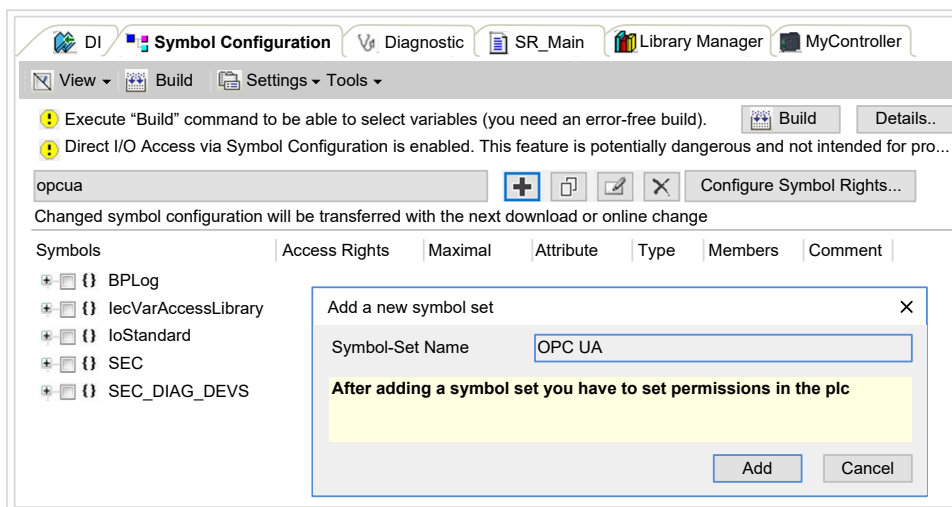 DI Symbol Configuration Diagnostic SR_Main Library Manager MyController
View Build Settings Tools
Execute “Build” command to be able to select variables (you need an error-free build). Build Details..
Direct I/O Access via Symbol Configuration is enabled. This feature is potentially dangerous and not intended for pro...
opcua Configure Symbol Rights...
Changed symbol configuration will be transferred with the next download or online change
Symbols Access Rights Maximal Attribute Type Members Comment
BPLog
IecVarAccessLibrary
IoStandard
SEC
SEC_DIAG_DEVS
Add a new symbol set
Symbol-Set Name OPC UA
After adding a symbol set you have to set permissions in the plc
Add Cancel